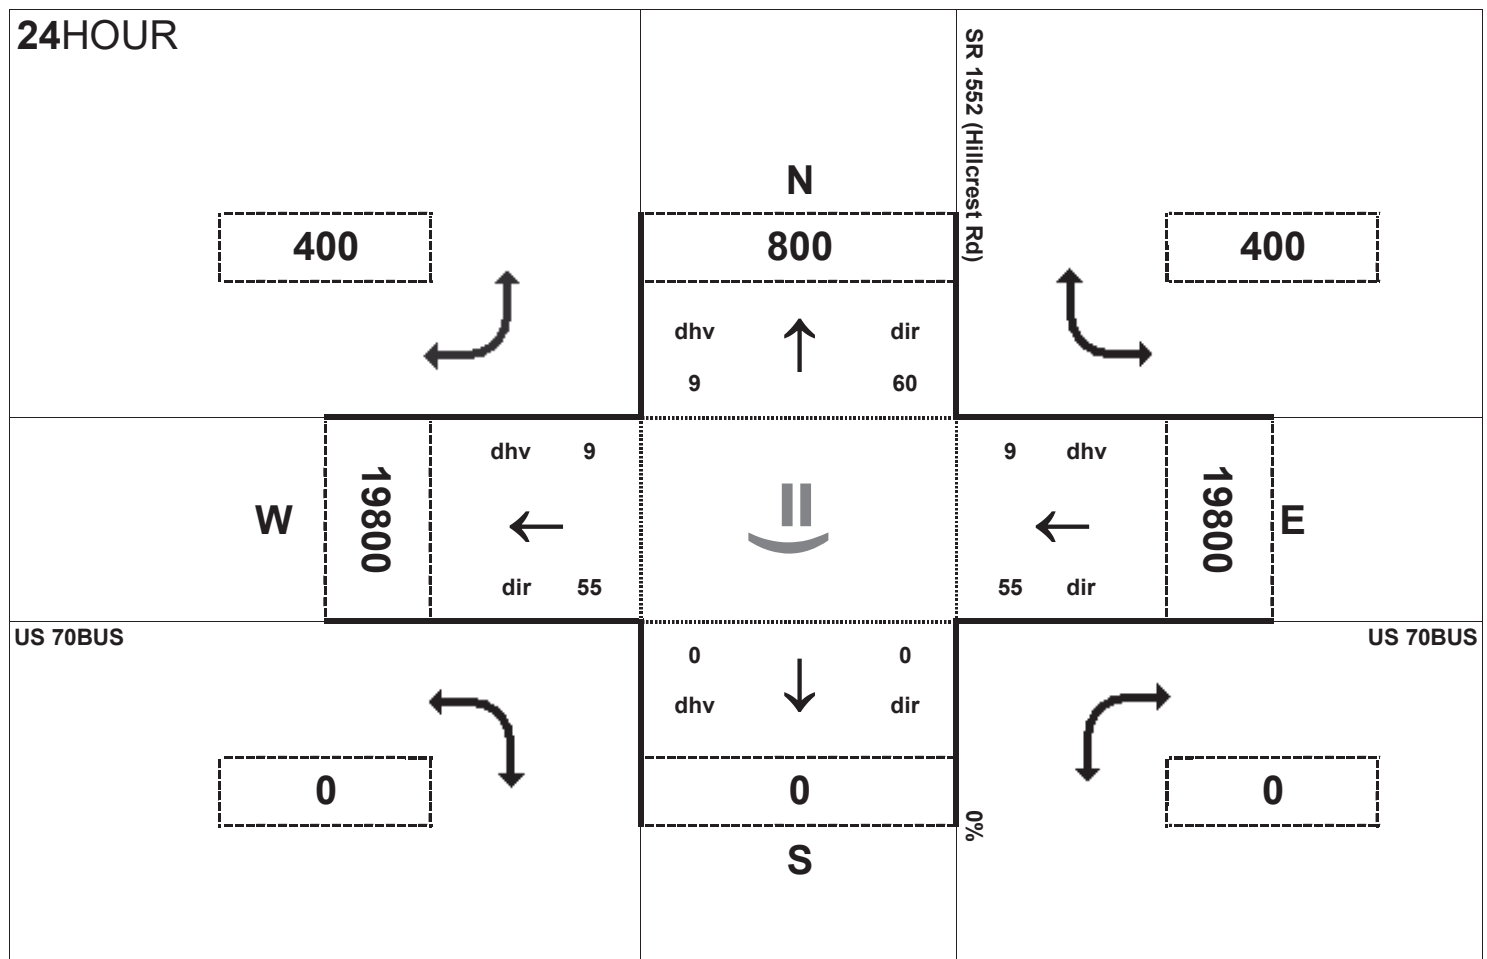 24HOUR
SR 1552 (Hillcrest Rd)
N
400
800
400
dhv
dir
9
60
dhv 9
9 dhv
W
19800
19800
E
dir 55
55 dir
US 70BUS
US 70BUS
0
0
dhv
dir
0
0
0
0%
S